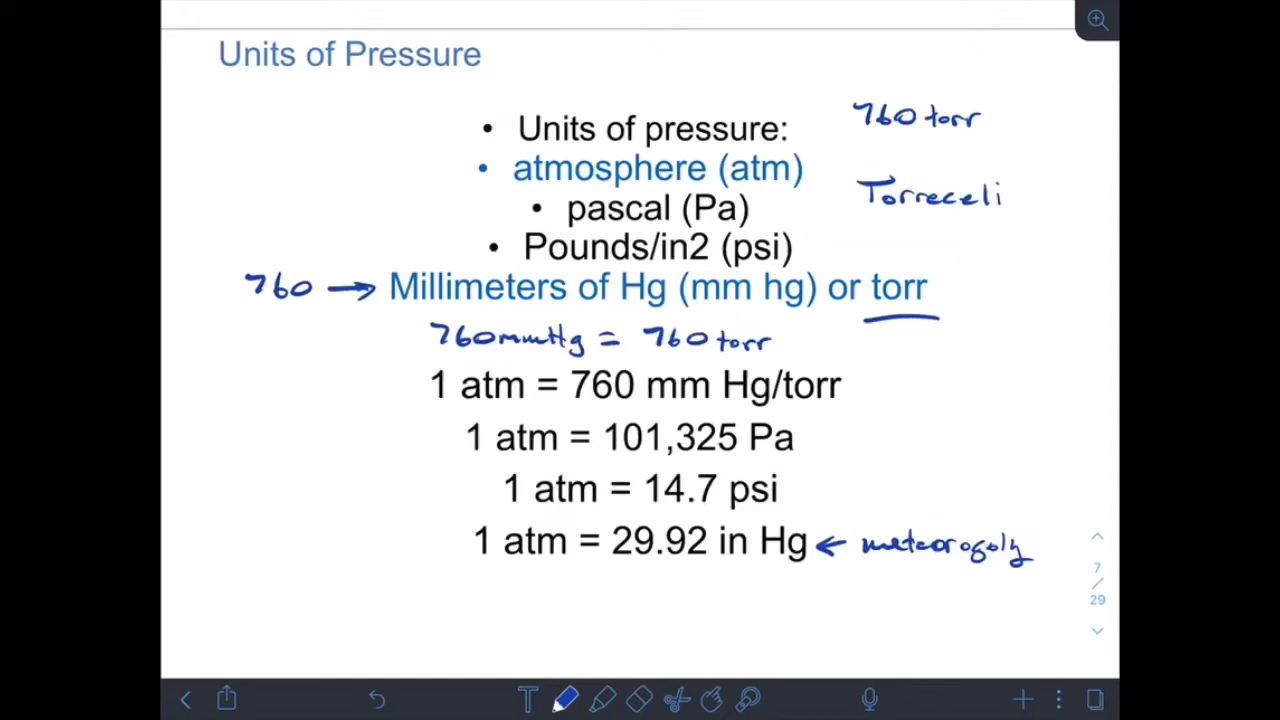 Units of Pressure
• Units of pressure:
760 torr
• atmosphere (atm)
Torreceli
• pascal (Pa)
• Pounds/in2 (psi)
760 → Millimeters of Hg (mm hg) or torr
760mmHg = 760 torr
1 atm = 760 mm Hg/torr
1 atm = 101,325 Pa
1 atm = 14.7 psi
1 atm = 29.92 in Hg ← meteorogoly
7
/
29